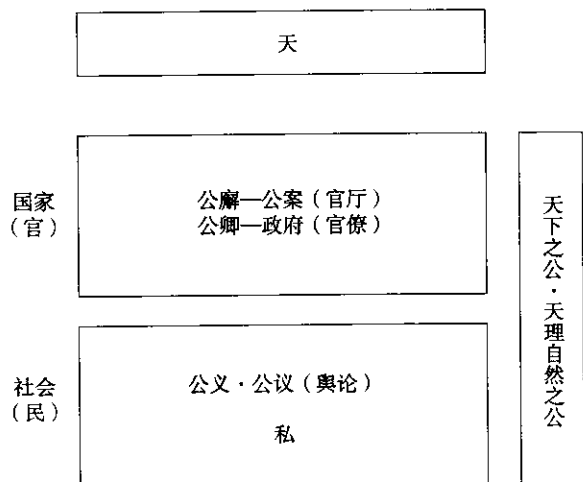 天
国家
（官）
公廨—公案（官厅）
公卿—政府（官僚）
社会
（民）
公义·公议（舆论）
私
天下之公·天理自然之公